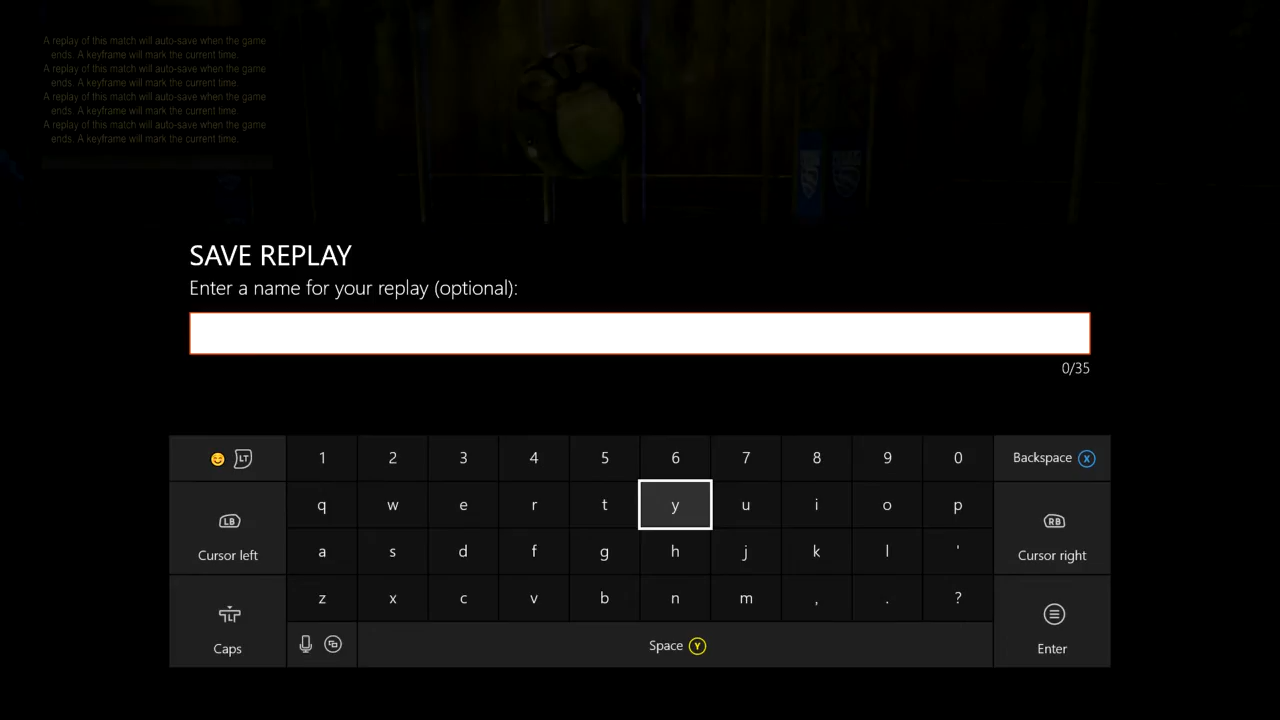 A replay of this match will auto-save when the game
ends. A keyframe will mark the current time.
A replay of this match will auto-save when the game
ends. A keyframe will mark the current time.
A replay of this match will auto-save when the game
ends. A keyframe will mark the current time.
A replay of this match will auto-save when the game
ends. A keyframe will mark the current time.
SAVE REPLAY
Enter a name for your replay (optional):
0/35
LT 1 2 3 4 5 6 7 8 9 0 Backspace X
q w e r t y u i o p
LB Cursor left RB Cursor right
a s d f g h j k l '
z x c v b n m , . ?
Caps Space Y Enter